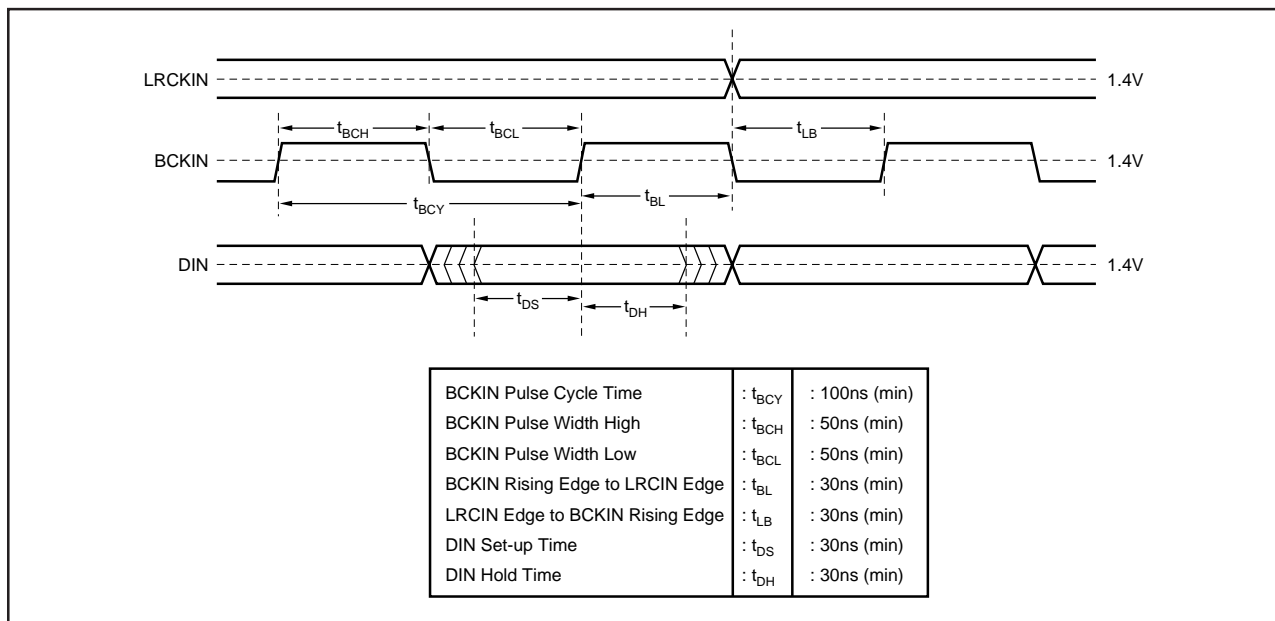 LRCKIN 1.4V
tBCH tBCL tLB
BCKIN 1.4V
tBCY tBL
DIN 1.4V
tDS tDH
BCKIN Pulse Cycle Time : tBCY : 100ns (min)
BCKIN Pulse Width High : tBCH : 50ns (min)
BCKIN Pulse Width Low : tBCL : 50ns (min)
BCKIN Rising Edge to LRCIN Edge : tBL : 30ns (min)
LRCIN Edge to BCKIN Rising Edge : tLB : 30ns (min)
DIN Set-up Time : tDS : 30ns (min)
DIN Hold Time : tDH : 30ns (min)